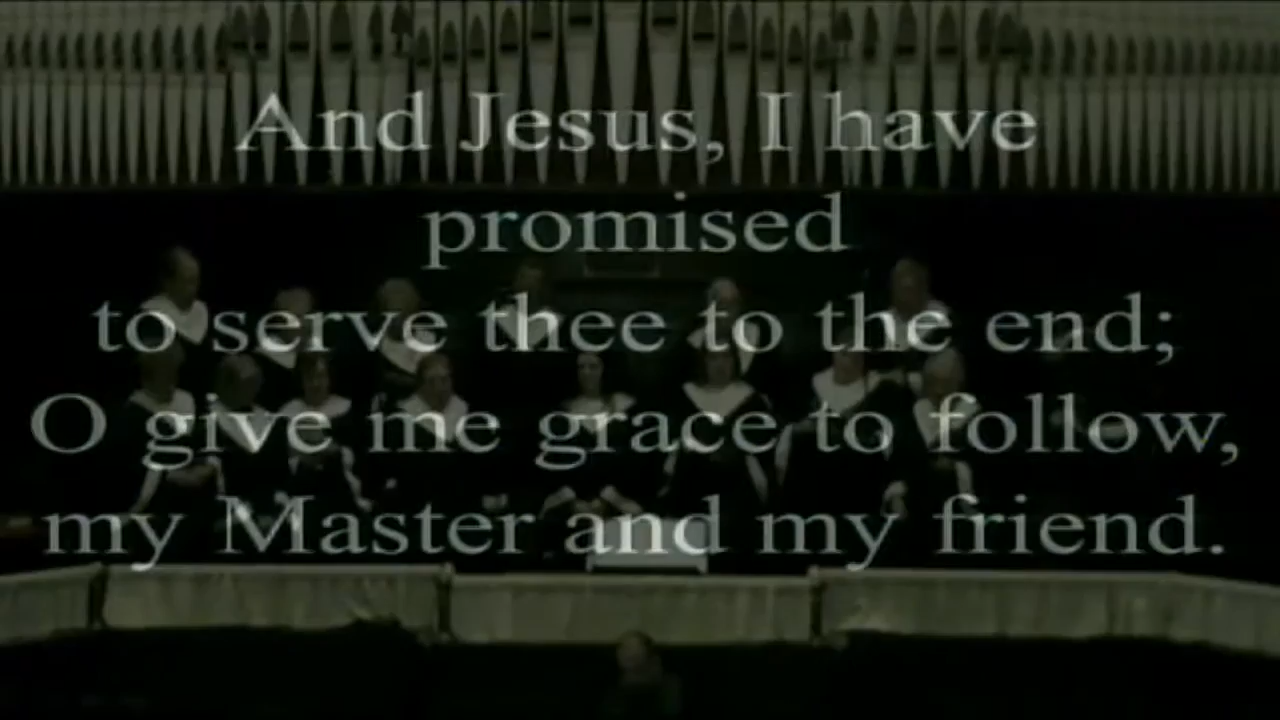 And Jesus, I have
promised
to serve thee to the end;
O give me grace to follow,
my Master and my friend.